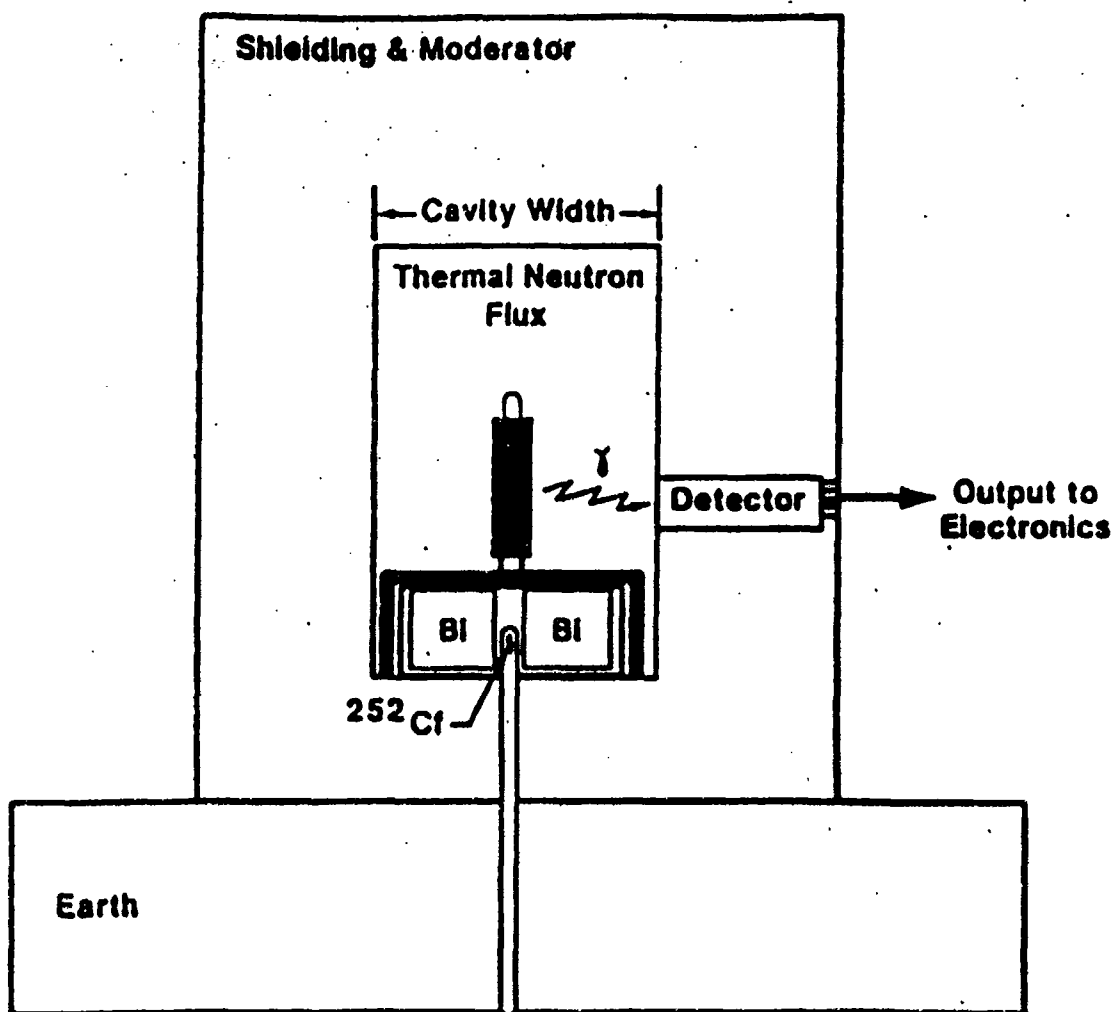 Shielding & Moderator
Cavity Width
Thermal Neutron
Flux
γ
Detector
Output to
Electronics
Bi
Bi
252Cf
Earth